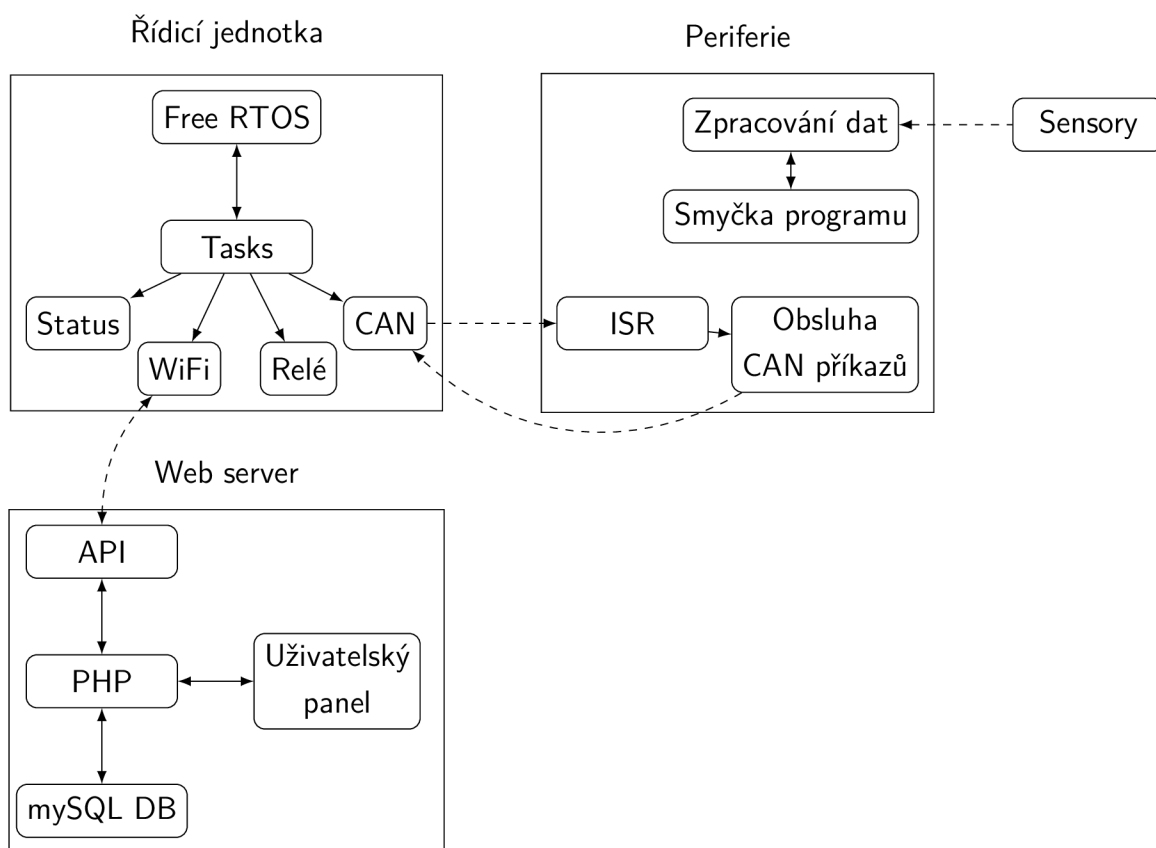 Řídicí jednotka
Free RTOS
Tasks
Status
WiFi
Relé
CAN
Periferie
Zpracování dat
Smyčka programu
ISR
Obsluha
CAN příkazů
Sensory
Web server
API
PHP
Uživatelský
panel
mySQL DB